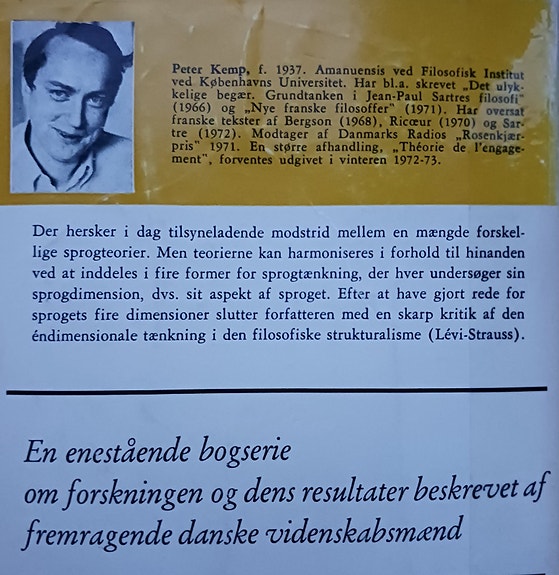 Peter Kemp, f. 1937. Amanuensis ved Filosofisk Institut
ved Københavns Universitet. Har bl.a. skrevet „Det ulyk-
kelige begær. Grundtanken i Jean-Paul Sartres filosofi"
(1966) og „Nye franske filosoffer" (1971). Har oversat
franske tekster af Bergson (1968), Ricœur (1970) og Sar-
tre (1972). Modtager af Danmarks Radios „Rosenkjær-
pris" 1971. En større afhandling, „Théorie de l'engage-
ment", forventes udgivet i vinteren 1972-73.
Der hersker i dag tilsyneladende modstrid mellem en mængde forskel-
lige sprogteorier. Men teorierne kan harmoniseres i forhold til hinanden
ved at inddeles i fire former for sprogtænkning, der hver undersøger sin
sprogdimension, dvs. sit aspekt af sproget. Efter at have gjort rede for
sprogets fire dimensioner slutter forfatteren med en skarp kritik af den
éndimensionale tænkning i den filosofiske strukturalisme (Lévi-Strauss).
En enestående bogserie
om forskningen og dens resultater beskrevet af
fremragende danske videnskabsmænd